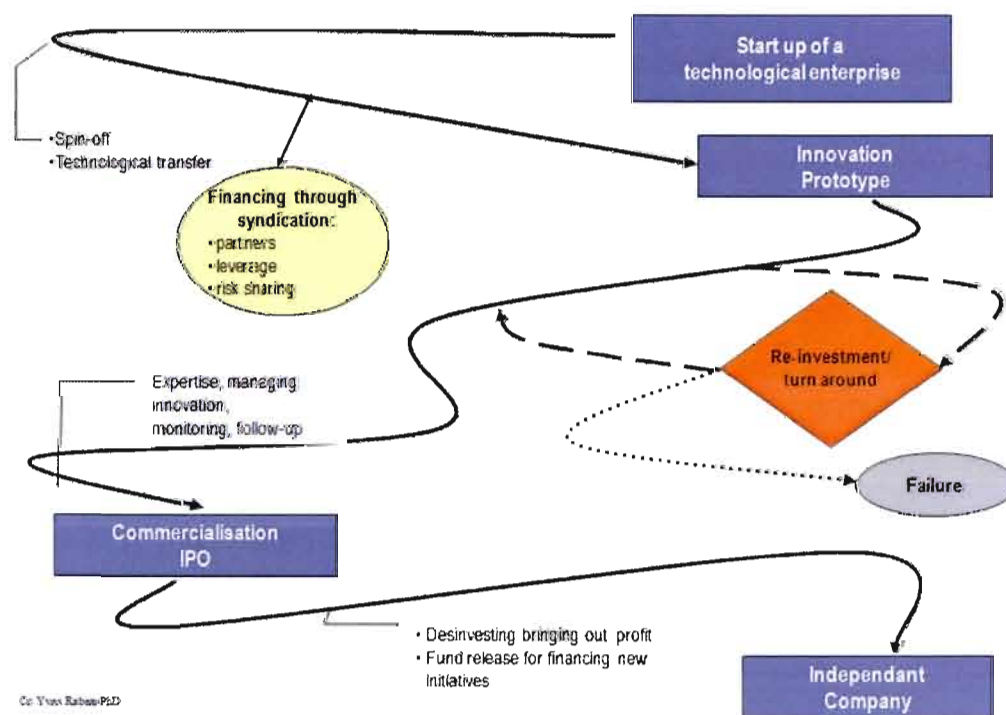 Start up of a
technological enterprise
• Spin-off
• Technological transfer
Innovation
Prototype
Financing through
syndication:
• partners
• leverage
• risk sharing
Re-investment/
turn around
Expertise, managing
innovation,
monitoring, follow-up
Failure
Commercialisation
IPO
• Desinvesting bringing out profit
• Fund release for financing new
initiatives
Independant
Company
Yves PhD